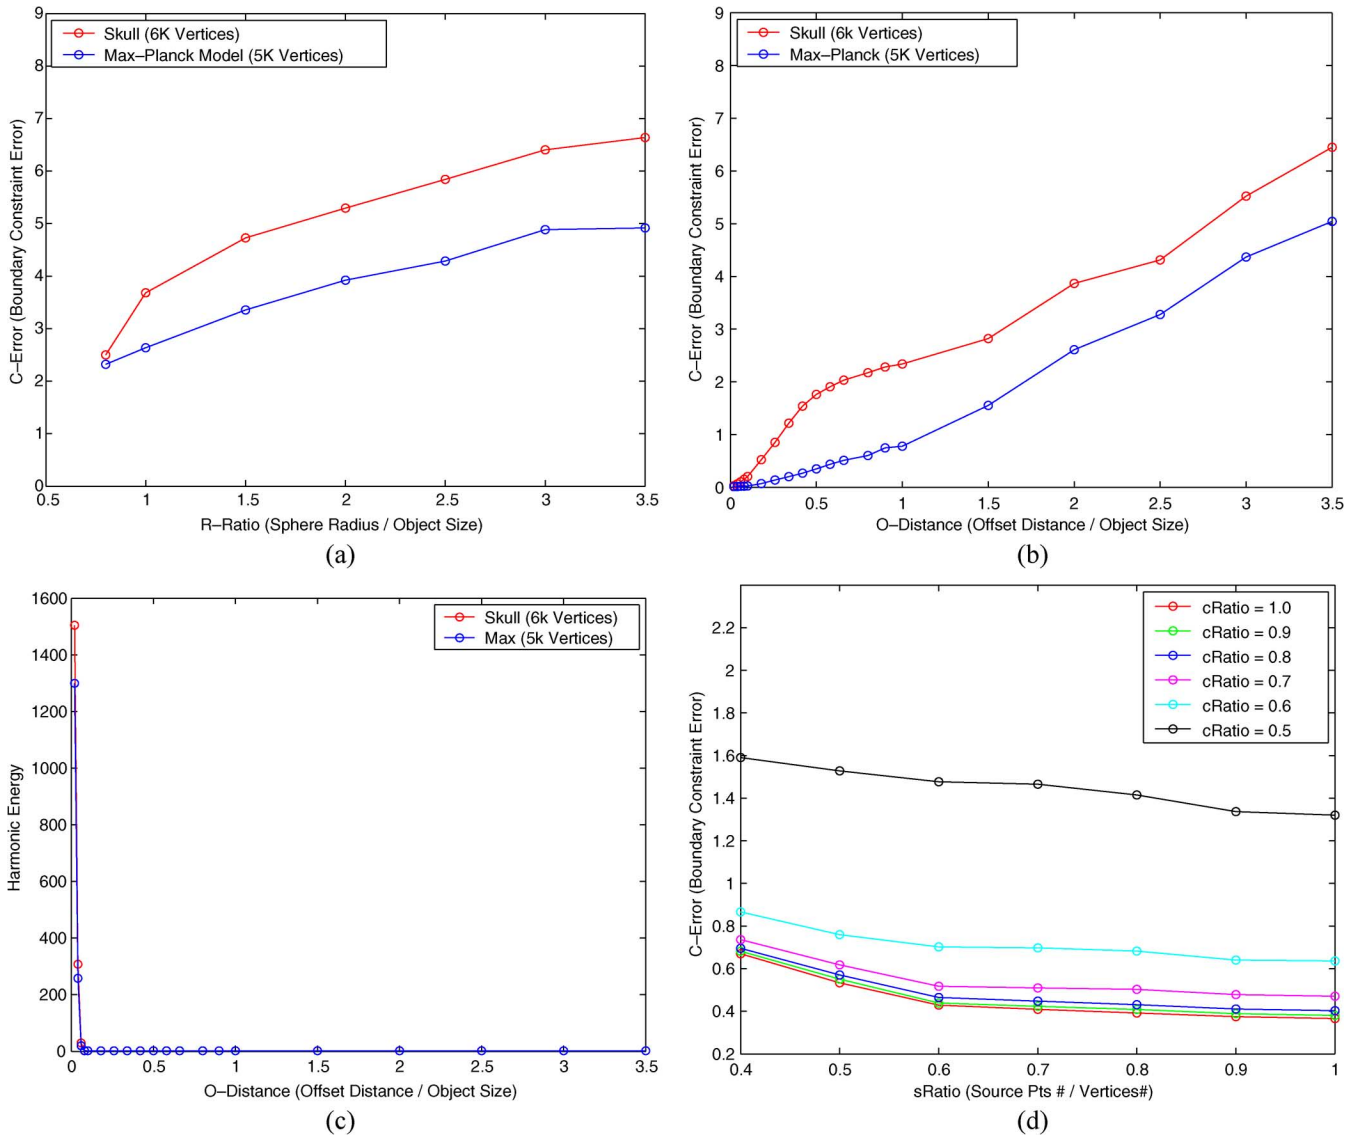 Skull (6K Vertices)
Max–Planck Model (5K Vertices)
C–Error (Boundary Constraint Error)
9
8
7
6
5
4
3
2
1
0
0.5 1 1.5 2 2.5 3 3.5
R–Ratio (Sphere Radius / Object Size)
(a)
Skull (6k Vertices)
Max–Planck (5K Vertices)
C–Error (Boundary Constraint Error)
9
8
7
6
5
4
3
2
1
0
0 0.5 1 1.5 2 2.5 3 3.5
O–Distance (Offset Distance / Object Size)
(b)
Skull (6k Vertices)
Max (5k Vertices)
Harmonic Energy
1600
1400
1200
1000
800
600
400
200
0
0 0.5 1 1.5 2 2.5 3 3.5
O–Distance (Offset Distance / Object Size)
(c)
cRatio = 1.0
cRatio = 0.9
cRatio = 0.8
cRatio = 0.7
cRatio = 0.6
cRatio = 0.5
C–Error (Boundary Constraint Error)
2.2
2
1.8
1.6
1.4
1.2
1
0.8
0.6
0.4
0.2
0.4 0.5 0.6 0.7 0.8 0.9 1
sRatio (Source Pts # / Vertices#)
(d)